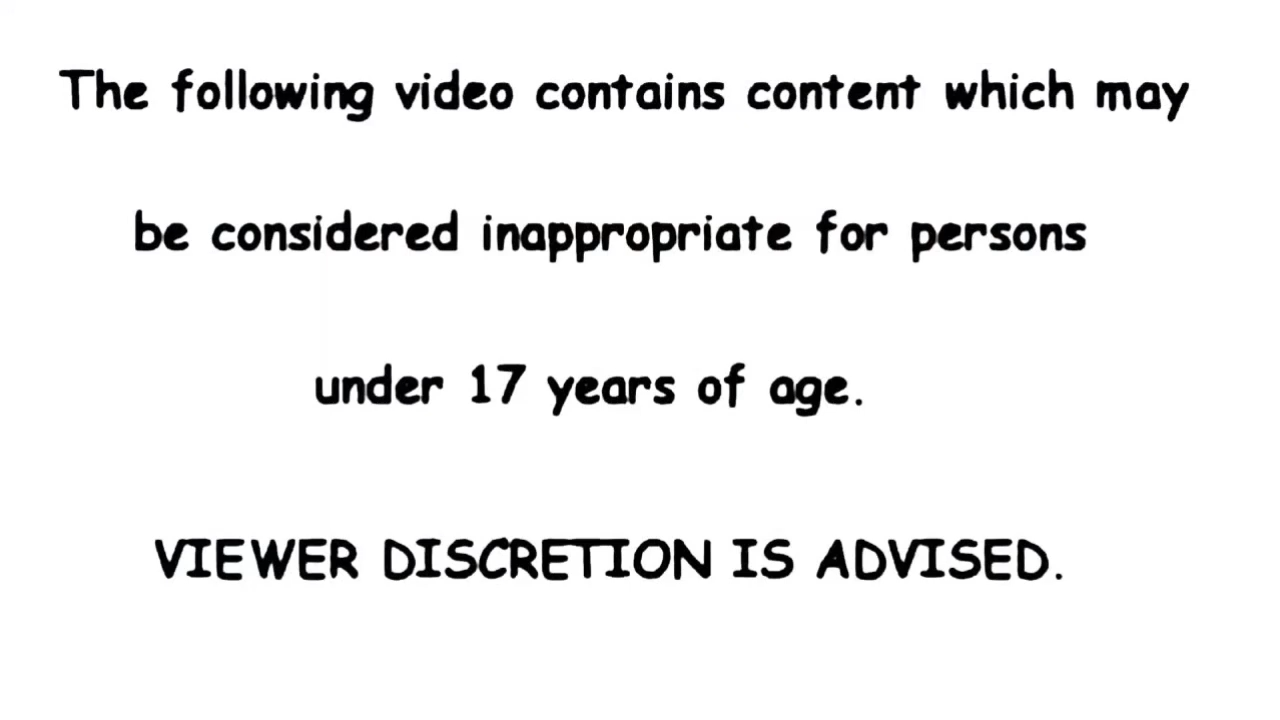 The following video contains content which may
be considered inappropriate for persons
under 17 years of age.
VIEWER DISCRETION IS ADVISED.